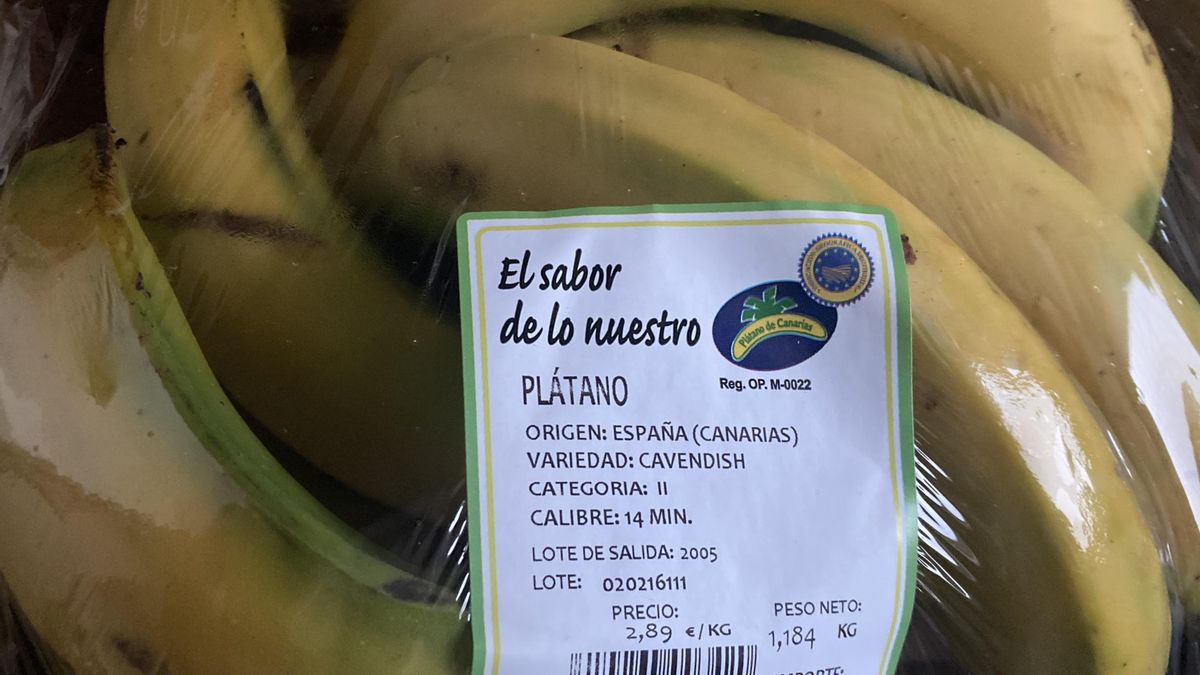 El sabor
de lo nuestro
Plátano de Canarias
Reg. OP. M-0022
PLÁTANO
ORIGEN: ESPAÑA (CANARIAS)
VARIEDAD: CAVENDISH
CATEGORIA: II
CALIBRE: 14 MIN.
LOTE DE SALIDA: 2005
LOTE: 020216111
PRECIO: PESO NETO:
2,89 €/KG 1,184 KG